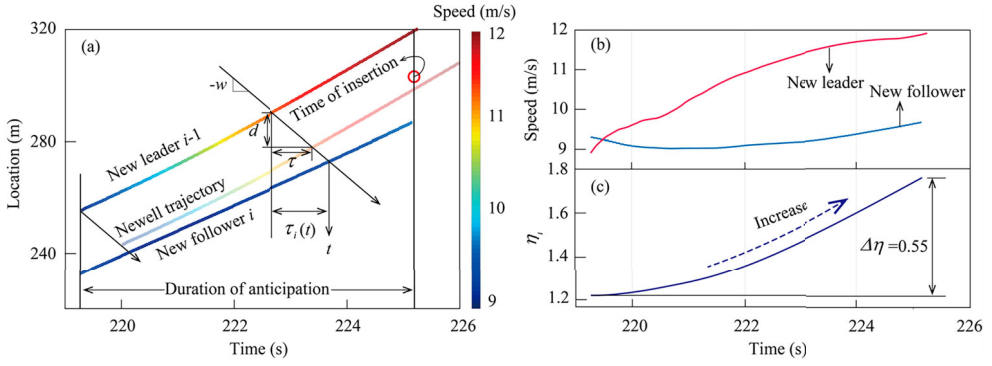 Speed (m/s)
320
(a)
12
Time of insertion
-w
11
d
280
New leader i-1
τ
10
Newell trajectory
New follower i
τi(t)
240
t
Duration of anticipation
9
220
222
224
226
Location (m)
Time (s)
12
(b)
11
New leader
New follower
10
9
Speed (m/s)
1.8
(c)
Increase
1.6
Δη=0.55
1.4
1.2
ηi
220
222
224
226
Time (s)